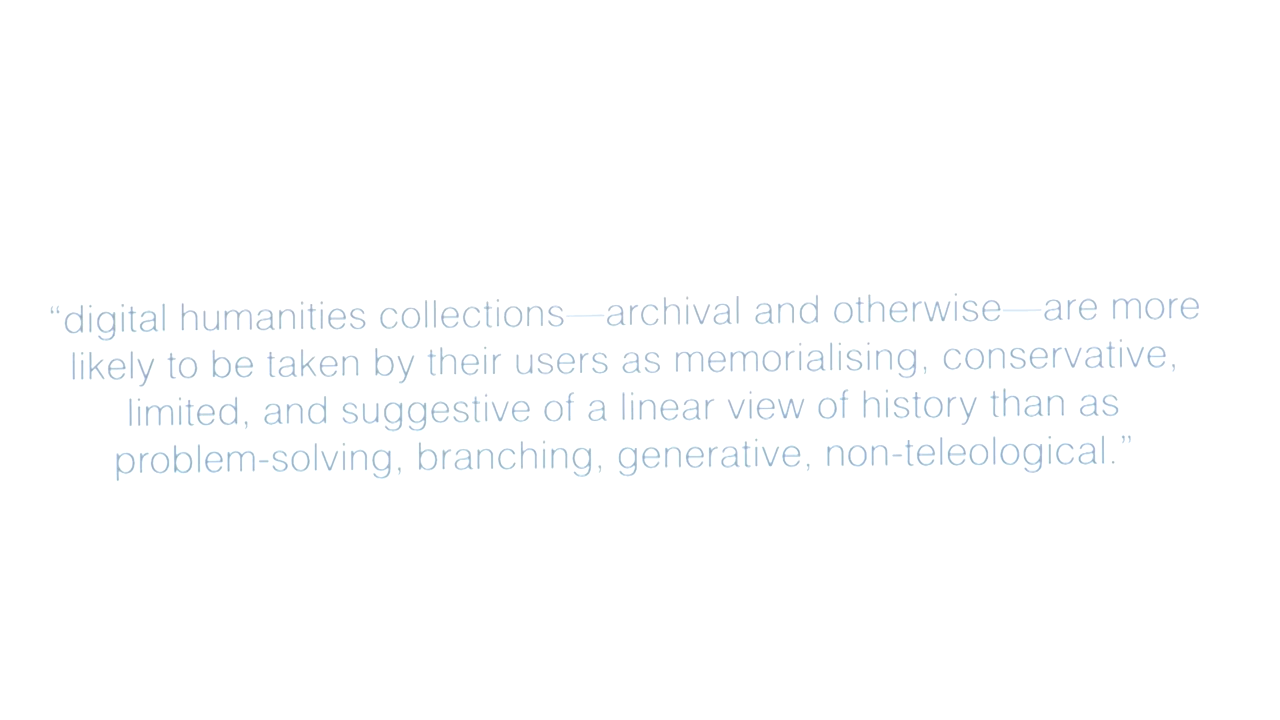 “digital humanities collections—archival and otherwise—are more
likely to be taken by their users as memorialising, conservative,
limited, and suggestive of a linear view of history than as
problem-solving, branching, generative, non-teleological.”